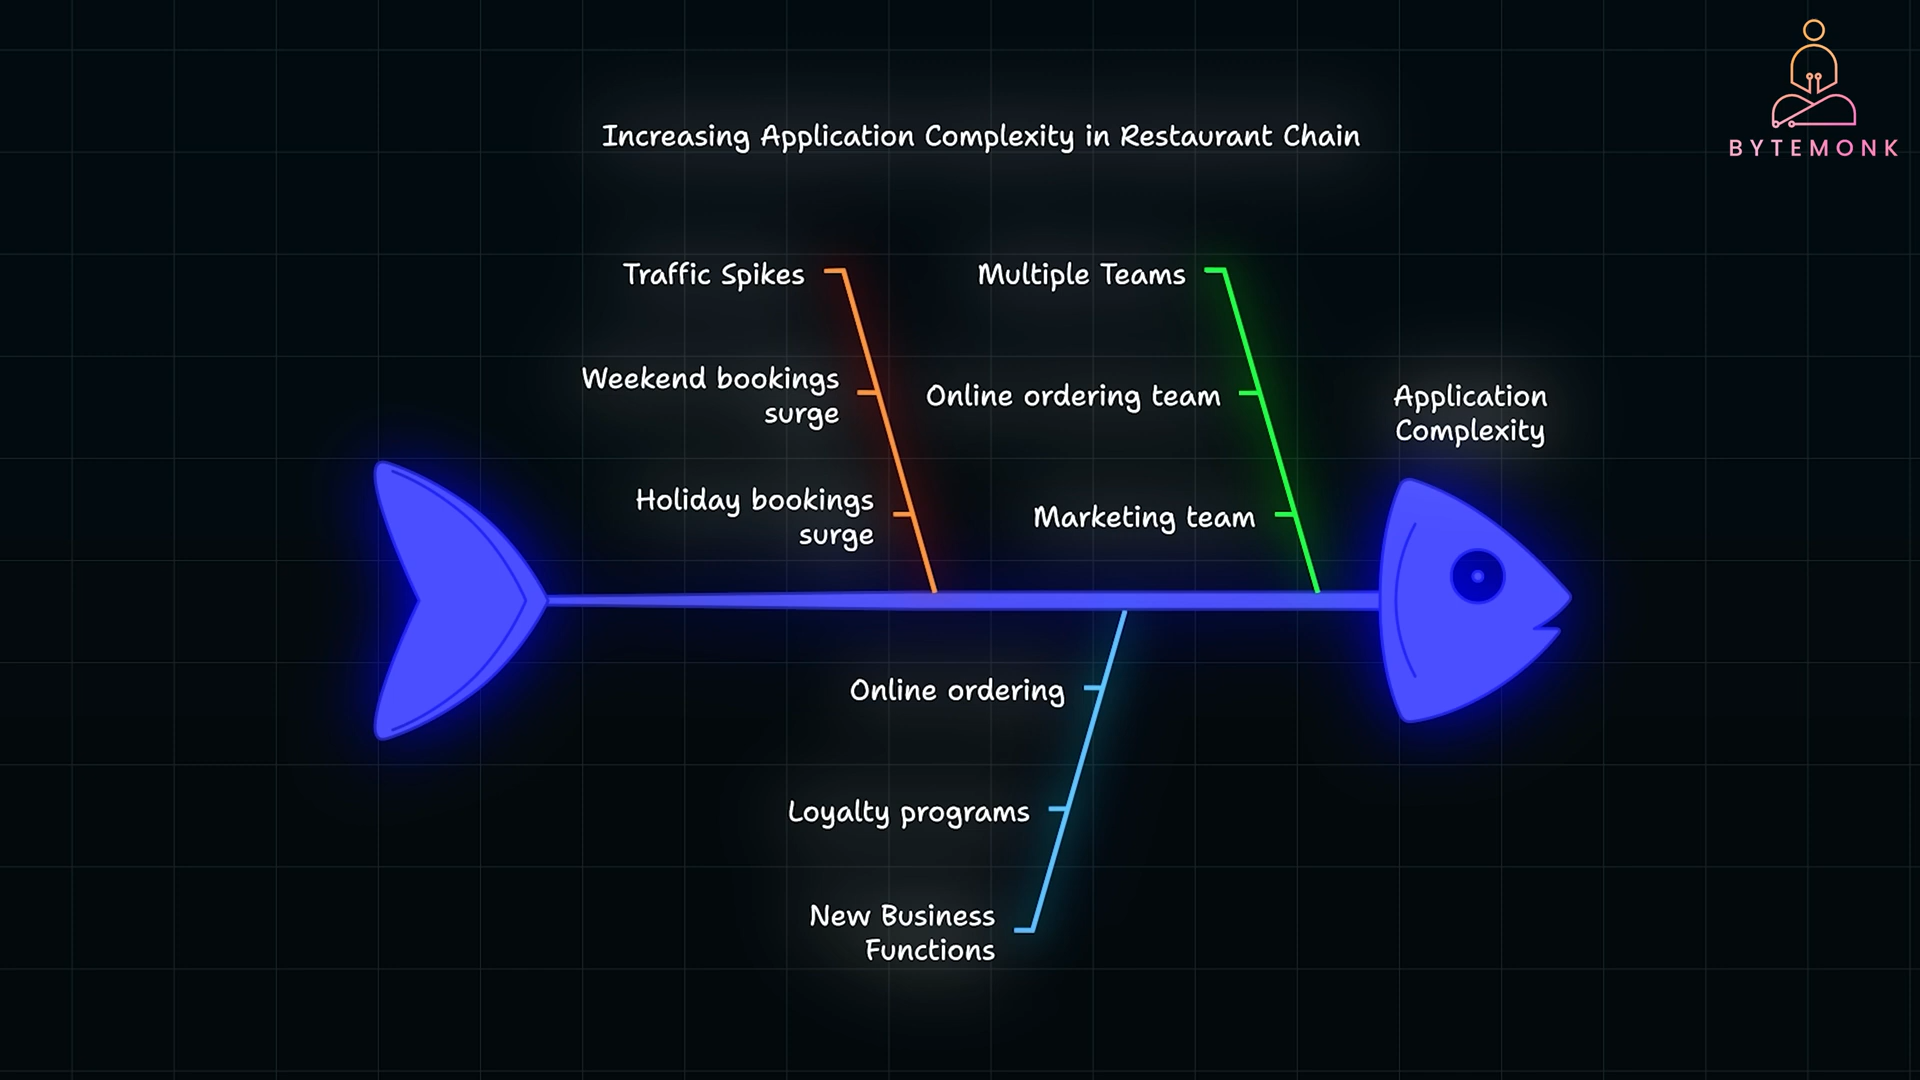 BYTEMONK
Increasing Application Complexity in Restaurant Chain
Traffic Spikes
Weekend bookings
surge
Holiday bookings
surge
Multiple Teams
Online ordering team
Marketing team
Application
Complexity
Online ordering
Loyalty programs
New Business
Functions